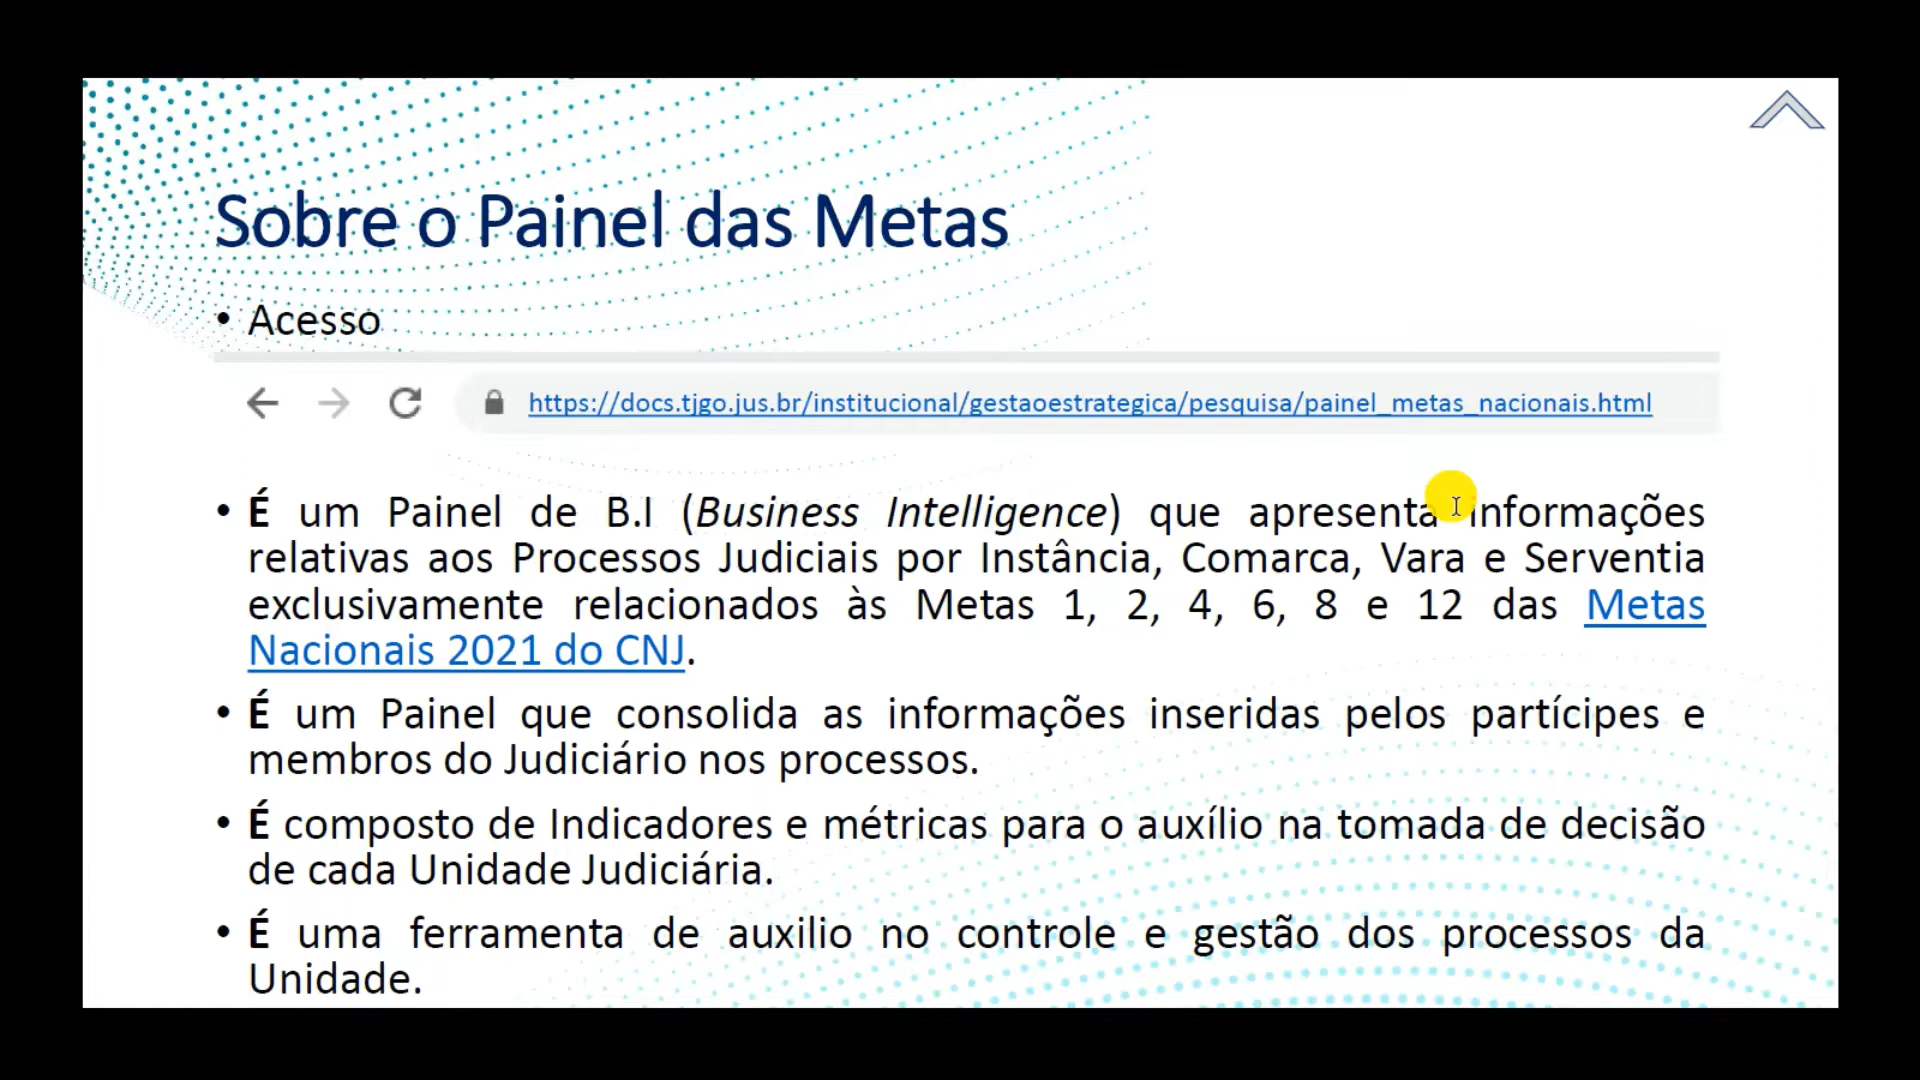 Sobre o Painel das Metas
• Acesso
https://docs.tjgo.jus.br/institucional/gestaoestrategica/pesquisa/painel_metas_nacionais.html
• É um Painel de B.I (Business Intelligence) que apresenta informações
relativas aos Processos Judiciais por Instância, Comarca, Vara e Serventia
exclusivamente relacionados às Metas 1, 2, 4, 6, 8 e 12 das Metas
Nacionais 2021 do CNJ.
• É um Painel que consolida as informações inseridas pelos partícipes e
membros do Judiciário nos processos.
• É composto de Indicadores e métricas para o auxílio na tomada de decisão
de cada Unidade Judiciária.
• É uma ferramenta de auxilio no controle e gestão dos processos da
Unidade.